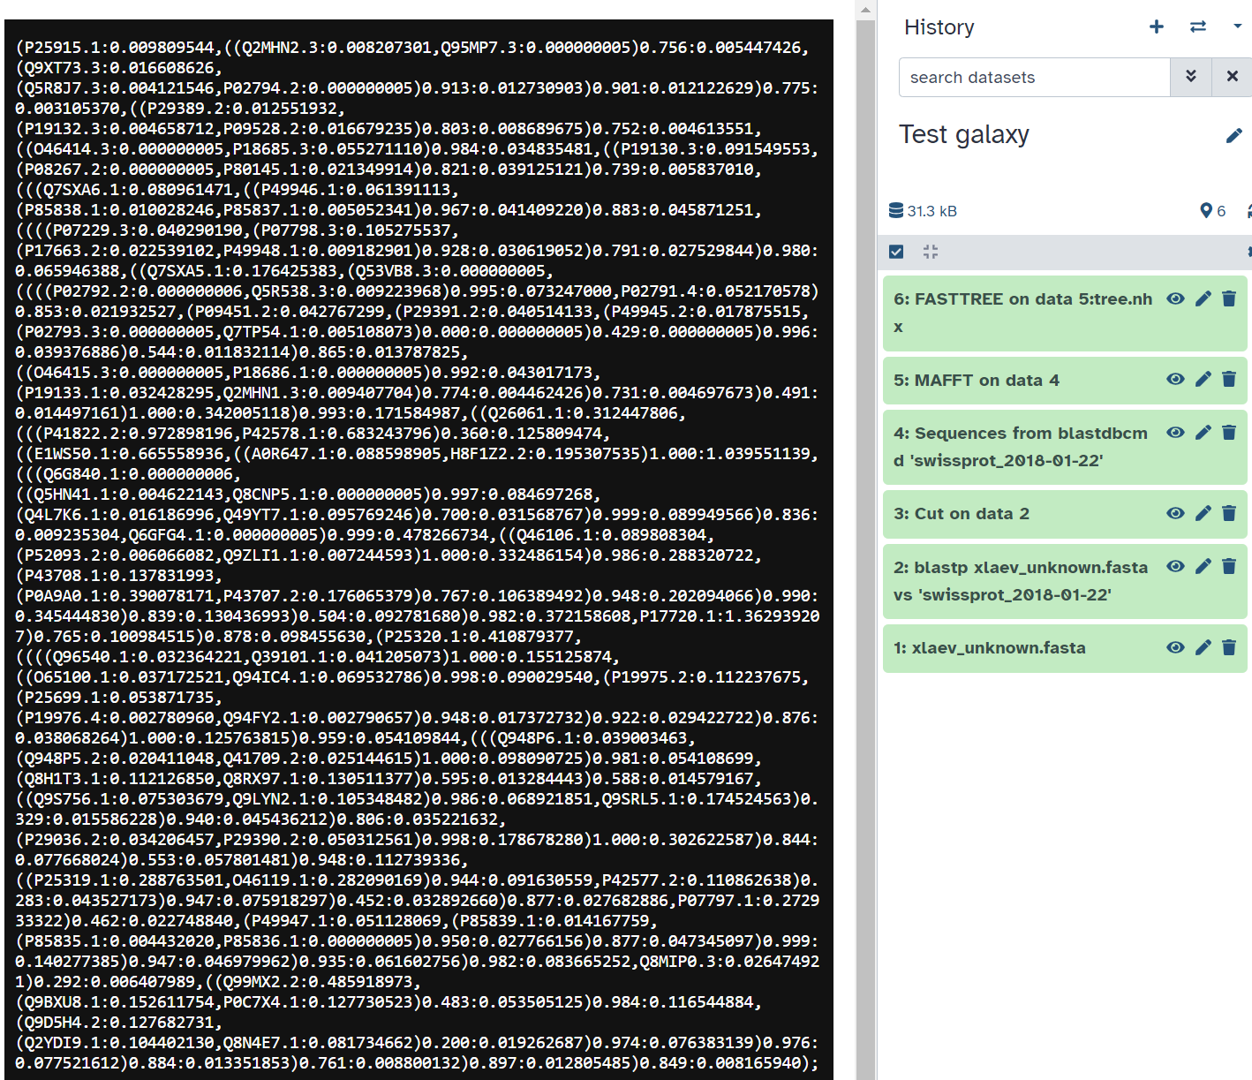 (P25915.1:0.009809544,((Q2MHN2.3:0.008207301,Q95MP7.3:0.000000005)0.756:0.005447426,
(Q9XT73.3:0.016608626,
(Q5R8J7.3:0.004121546,P02794.2:0.000000005)0.913:0.012730903)0.901:0.012122629)0.775:
0.003105370,((P29389.2:0.012551932,
(P19132.3:0.004658712,P09528.2:0.016679235)0.803:0.008689675)0.752:0.004613551,
((O46414.3:0.000000005,P18685.3:0.055271110)0.984:0.034835481,((P19130.3:0.091549553,
(P08267.2:0.000000005,P80145.1:0.021349914)0.821:0.039125121)0.739:0.005837010,
(((Q7SXA6.1:0.080961471,((P49946.1:0.061391113,
(P85838.1:0.010028246,P85837.1:0.005052341)0.967:0.041409220)0.883:0.045871251,
((((P07229.3:0.040290190,(P07798.3:0.105275537,
(P17663.2:0.022539102,P49948.1:0.009182901)0.928:0.030619052)0.791:0.027529844)0.980:
0.065946388,((Q7SXA5.1:0.176425383,(Q53VB8.3:0.000000005,
((((P02792.2:0.000000006,Q5R538.3:0.009223968)0.995:0.073247000,P02791.4:0.052170578)
0.853:0.021932527,(P09451.2:0.042767299,(P29391.2:0.040514133,(P49945.2:0.017875515,
(P02793.3:0.000000005,Q7TP54.1:0.005108073)0.000:0.000000005)0.429:0.000000005)0.996:
0.039376886)0.544:0.011832114)0.865:0.013787825,
((O46415.3:0.000000005,P18686.1:0.000000005)0.992:0.043017173,
(P19133.1:0.032428295,Q2MHN1.3:0.009407704)0.774:0.004462426)0.731:0.004697673)0.491:
0.014497161)1.000:0.342005118)0.993:0.171584987,((Q26061.1:0.312447806,
(((P41822.2:0.972898196,P42578.1:0.683243796)0.360:0.125809474,
((E1WS50.1:0.665558936,((A0R647.1:0.088598905,H8F1Z2.2:0.195307535)1.000:1.039551139,
(((Q6G840.1:0.000000006,
((Q5HN41.1:0.004622143,Q8CNP5.1:0.000000005)0.997:0.084697268,
(Q4L7K6.1:0.016186996,Q49YT7.1:0.095769246)0.700:0.031568767)0.999:0.089949566)0.836:
0.009235304,Q6GFG4.1:0.000000005)0.999:0.478266734,((Q46106.1:0.089808304,
(P52093.2:0.006066082,Q9ZLI1.1:0.007244593)1.000:0.332486154)0.986:0.288320722,
(P43708.1:0.137831993,
(P0A9A0.1:0.390078171,P43707.2:0.176065379)0.767:0.106389492)0.948:0.202094066)0.990:
0.345444830)0.839:0.130436993)0.504:0.092781680)0.982:0.372158608,P17720.1:1.36293920
7)0.765:0.100984515)0.878:0.098455630,(P25320.1:0.410879377,
((((Q96540.1:0.032364221,Q39101.1:0.041205073)1.000:0.155125874,
((O65100.1:0.037172521,Q94IC4.1:0.069532786)0.998:0.090029540,(P19975.2:0.112237675,
(P25699.1:0.053871735,
(P19976.4:0.002780960,Q94FY2.1:0.002790657)0.948:0.017372732)0.922:0.029422722)0.876:
0.038068264)1.000:0.125763815)0.959:0.054109844,(((Q948P6.1:0.039003463,
(Q948P5.2:0.020411048,Q41709.2:0.025144615)1.000:0.098090725)0.981:0.054108699,
(Q8H1T3.1:0.112126850,Q8RX97.1:0.130511377)0.595:0.013284443)0.588:0.014579167,
((Q9S756.1:0.075303679,Q9LYN2.1:0.105348482)0.986:0.068921851,Q9SRL5.1:0.174524563)0.
329:0.015586228)0.940:0.045436212)0.806:0.035221632,
(P29036.2:0.034206457,P29390.2:0.050312561)0.998:0.178678280)1.000:0.302622587)0.844:
0.077668024)0.553:0.057801481)0.948:0.112739336,
((P25319.1:0.288763501,O46119.1:0.282090169)0.944:0.091630559,P42577.2:0.110862638)0.
283:0.043527173)0.947:0.075918297)0.452:0.032892660)0.877:0.027682886,P07797.1:0.2729
33322)0.462:0.022748840,(P49947.1:0.051128069,(P85839.1:0.014167759,
(P85835.1:0.004432020,P85836.1:0.000000005)0.950:0.027766156)0.877:0.047345097)0.999:
0.140277385)0.947:0.046979962)0.935:0.061602756)0.982:0.083665252,Q8MIP0.3:0.02647492
1)0.292:0.006407989,((Q99MX2.2:0.485918973,
(Q9BXU8.1:0.152611754,P0C7X4.1:0.127730523)0.483:0.053505125)0.984:0.116544884,
(Q9D5H4.2:0.127682731,
(Q2YDI9.1:0.104402130,Q8N4E7.1:0.081734662)0.200:0.019262687)0.974:0.076383139)0.976:
0.077521612)0.884:0.013351853)0.761:0.008800132)0.897:0.012805485)0.849:0.008165940);
History
search datasets
Test galaxy
31.3 kB
6
6: FASTTREE on data 5:tree.nh
x
5: MAFFT on data 4
4: Sequences from blastdbcm
d 'swissprot_2018-01-22'
3: Cut on data 2
2: blastp xlaev_unknown.fasta
vs 'swissprot_2018-01-22'
1: xlaev_unknown.fasta